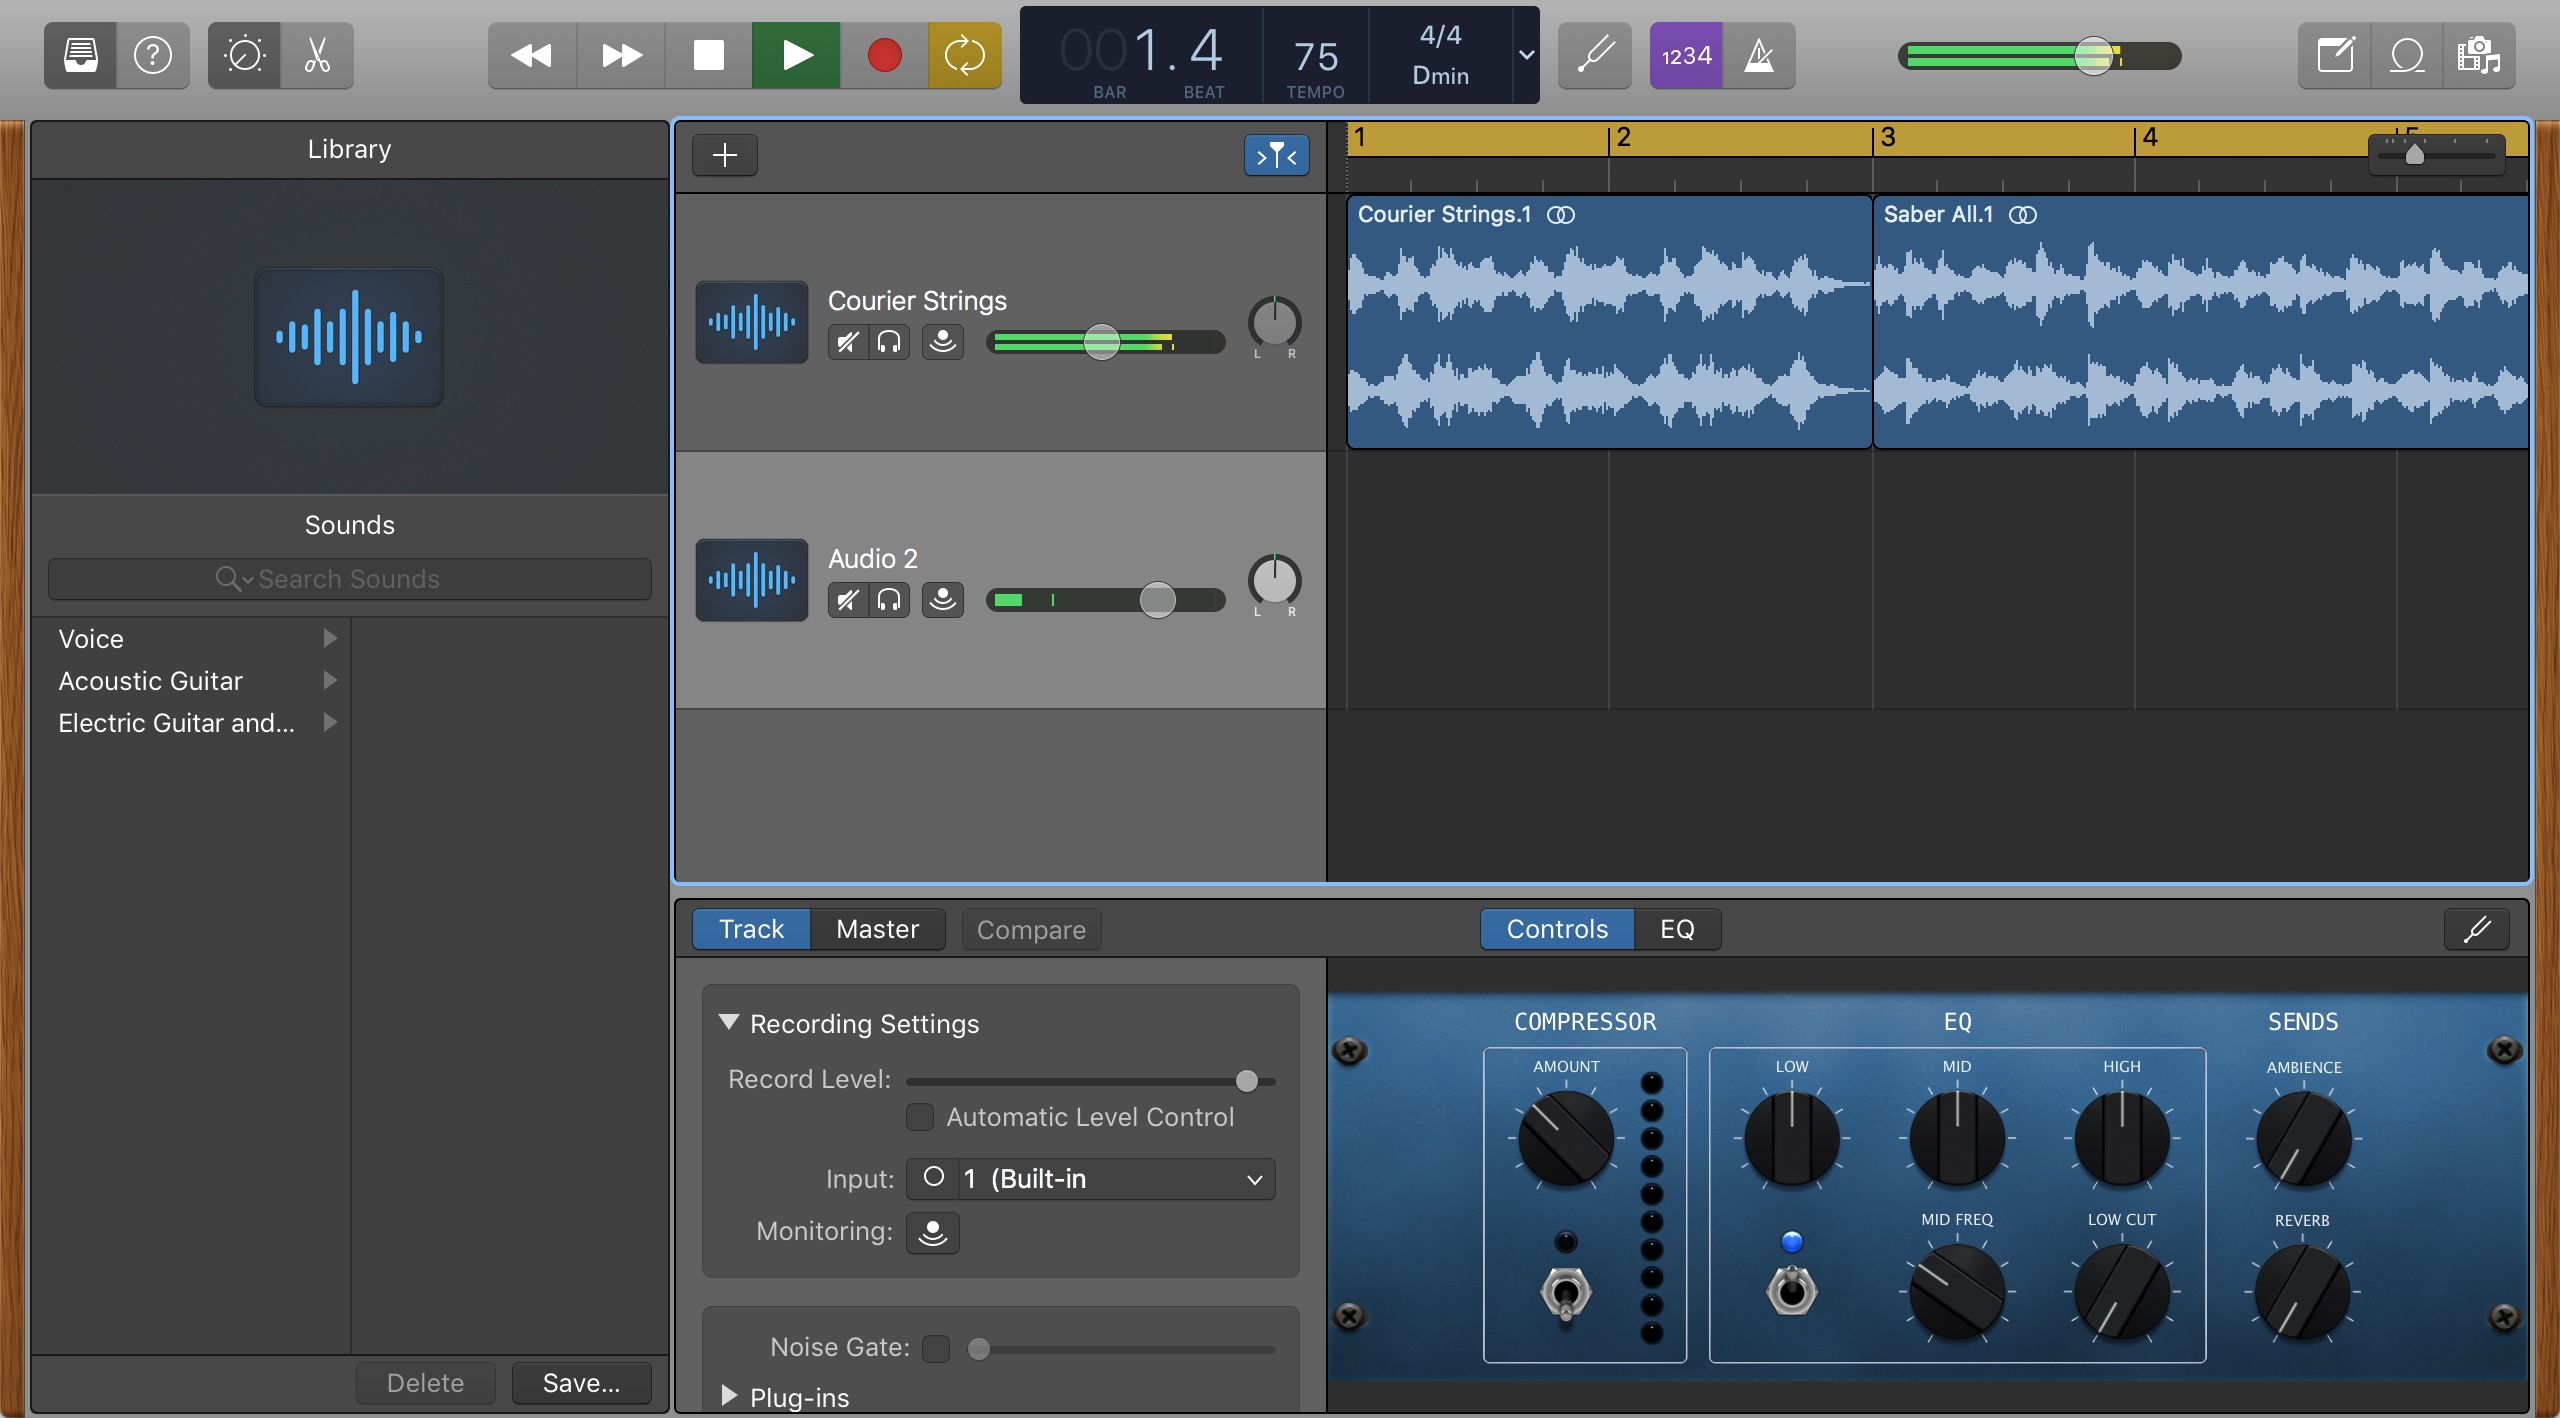 001.4
BAR
BEAT
75
TEMPO
4/4
Dmin
1234
Library
Sounds
Search Sounds
Voice
Acoustic Guitar
Electric Guitar and...
Delete
Save...
1
2
3
4
Courier Strings.1
Saber All.1
Courier Strings
L R
Audio 2
L R
Track
Master
Compare
Controls
EQ
Recording Settings
Record Level:
Automatic Level Control
Input:
1 (Built-in
Monitoring:
Noise Gate:
Plug-ins
COMPRESSOR
EQ
SENDS
AMOUNT
LOW
MID
HIGH
AMBIENCE
MID FREQ
LOW CUT
REVERB